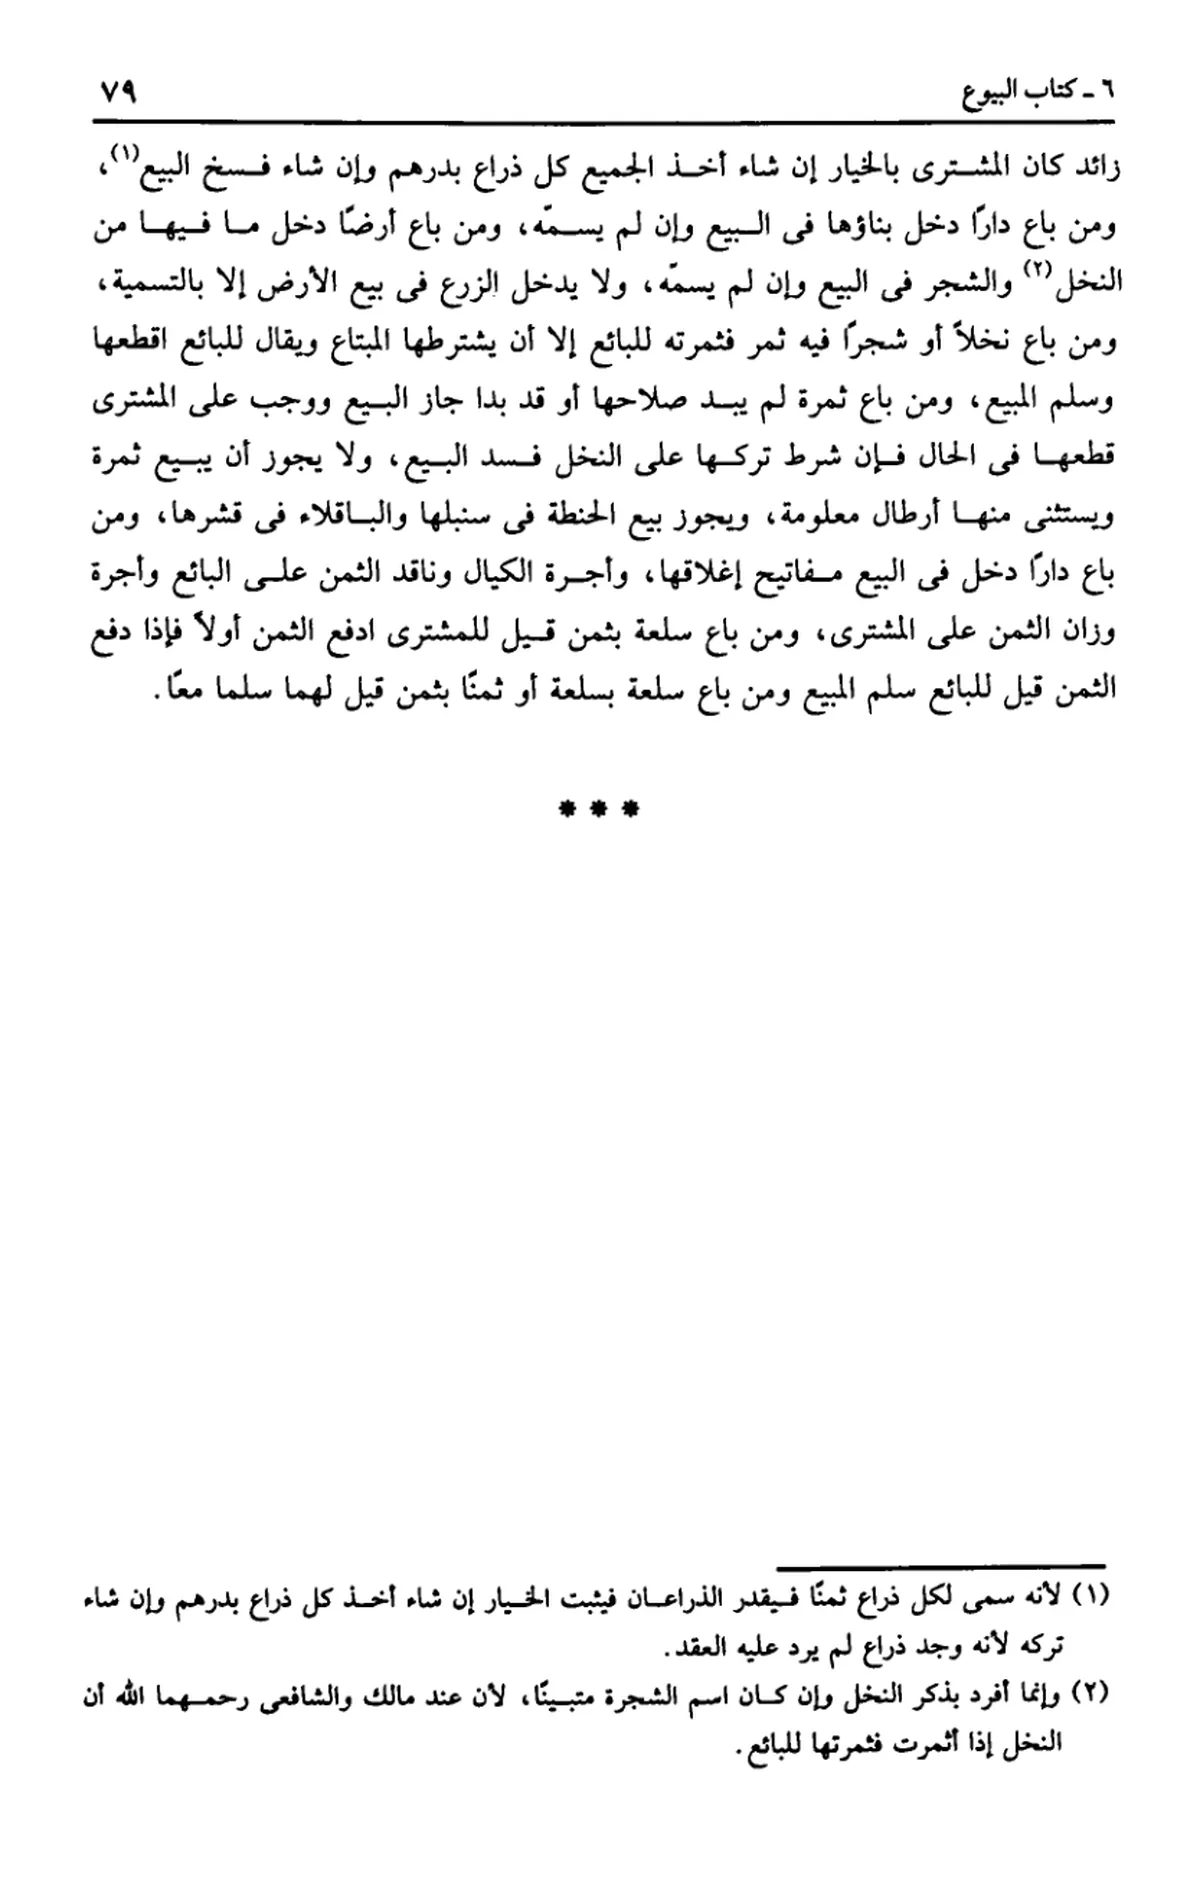 ٦ - كتاب البيوع ٧٩
زائد كان المشترى بالخيار إن شاء أخذ الجميع كل ذراع بدرهم وإن شاء فسخ البيع(١)،
ومن باع دارًا دخل بناؤها فى البيع وإن لم يسمّه، ومن باع أرضًا دخل ما فيها من
النخل(٢) والشجر فى البيع وإن لم يسمّه، ولا يدخل الزرع فى بيع الأرض إلا بالتسمية،
ومن باع نخلاً أو شجرًا فيه ثمر فثمرته للبائع إلا أن يشترطها المبتاع ويقال للبائع اقطعها
وسلم المبيع، ومن باع ثمرة لم يبد صلاحها أو قد بدا جاز البيع ووجب على المشترى
قطعها فى الحال فإن شرط تركها على النخل فسد البيع، ولا يجوز أن يبيع ثمرة
ويستثنى منها أرطال معلومة، ويجوز بيع الحنطة فى سنبلها والباقلاء فى قشرها، ومن
باع دارًا دخل فى البيع مفاتيح إغلاقها، وأجرة الكيال وناقد الثمن على البائع وأجرة
وزان الثمن على المشترى، ومن باع سلعة بثمن قيل للمشترى ادفع الثمن أولاً فإذا دفع
الثمن قيل للبائع سلم المبيع ومن باع سلعة بسلعة أو ثمنًا بثمن قيل لهما سلما معًا.
* * *
(١) لأنه سمى لكل ذراع ثمنًا فيقدر الذراعان فيثبت الخيار إن شاء أخذ كل ذراع بدرهم وإن شاء
تركه لأنه وجد ذراع لم يرد عليه العقد.
(٢) وإنما أفرد بذكر النخل وإن كان اسم الشجرة متبينًا، لأن عند مالك والشافعى رحمهما الله أن
النخل إذا أثمرت فثمرتها للبائع.